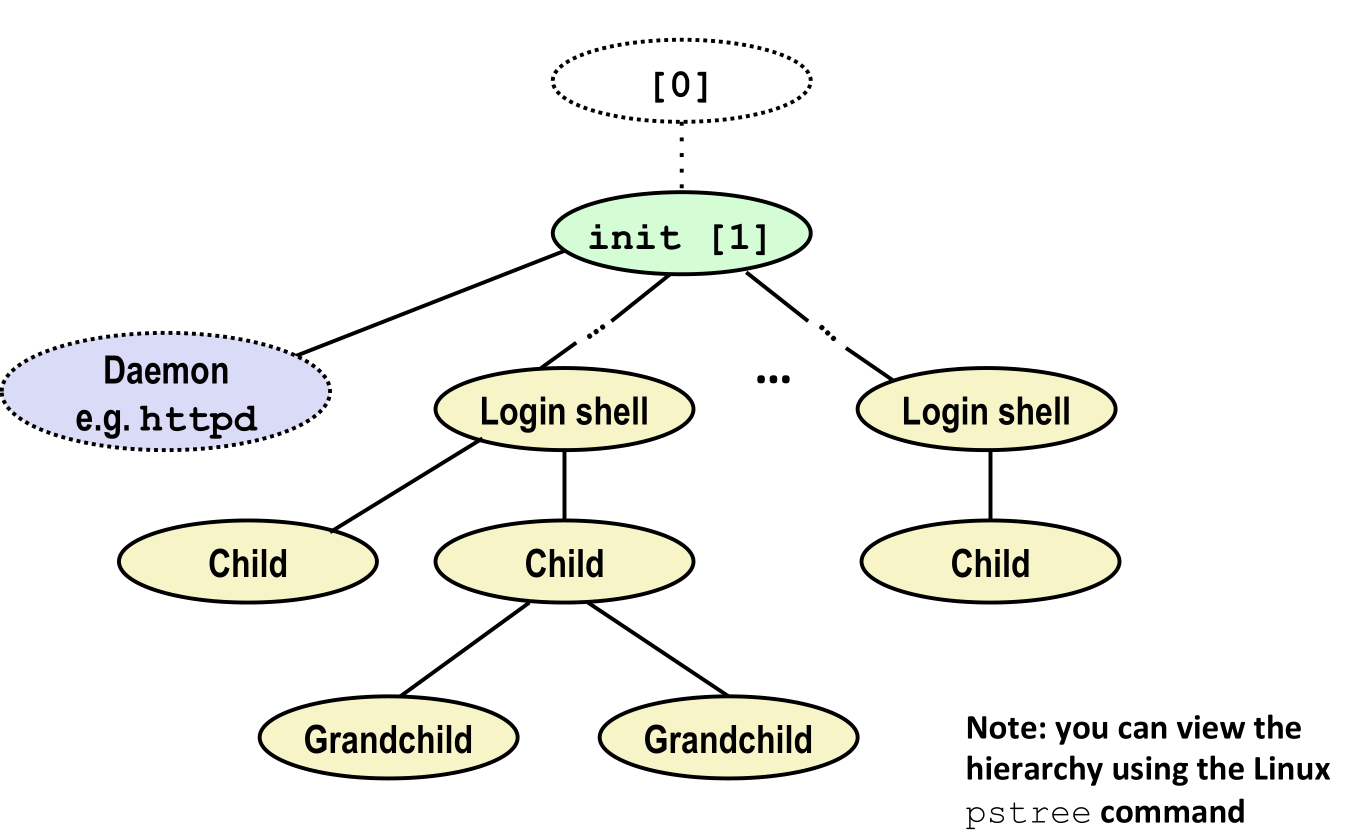 [0]
init [1]
Daemon
e.g. httpd
Login shell
...
Login shell
Child
Child
Child
Grandchild
Grandchild
Note: you can view the
hierarchy using the Linux
pstree command